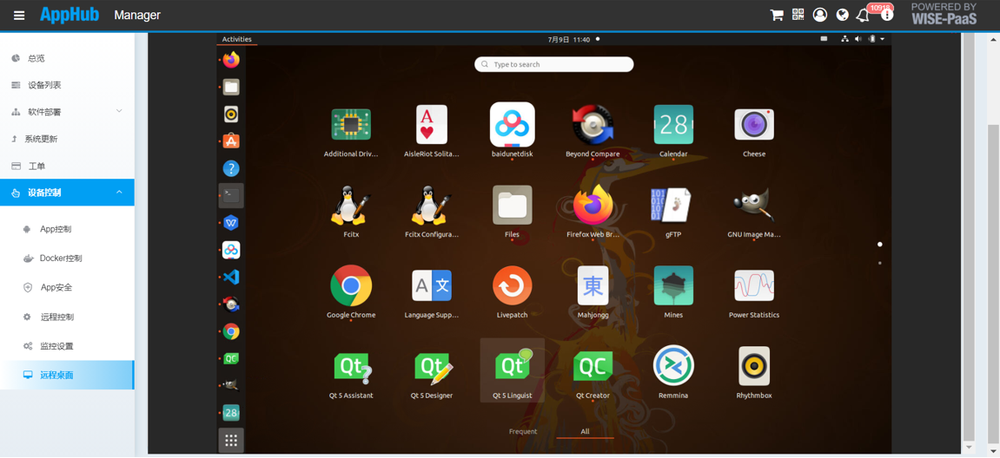 AppHub Manager
10918
POWERED BY
WISE-PaaS
总览
设备列表
软件部署
系统更新
工单
设备控制
App控制
Docker控制
App安全
远程控制
监控设置
远程桌面
Activities
7月9日 11:40
Type to search
Additional Driv...
AisleRiot Solita...
baidunetdisk
Beyond Compare
28
Calendar
Cheese
Fcitx
Fcitx Configura...
Files
Firefox Web Br...
gFTP
GNU Image Ma...
Google Chrome
A 文
Language Supp...
Livepatch
東
Mahjongg
Mines
Power Statistics
Qt
Qt 5 Assistant
Qt
Qt 5 Designer
Qt
Qt 5 Linguist
QC
Qt Creator
Remmina
Rhythmbox
QC
28
Frequent
All